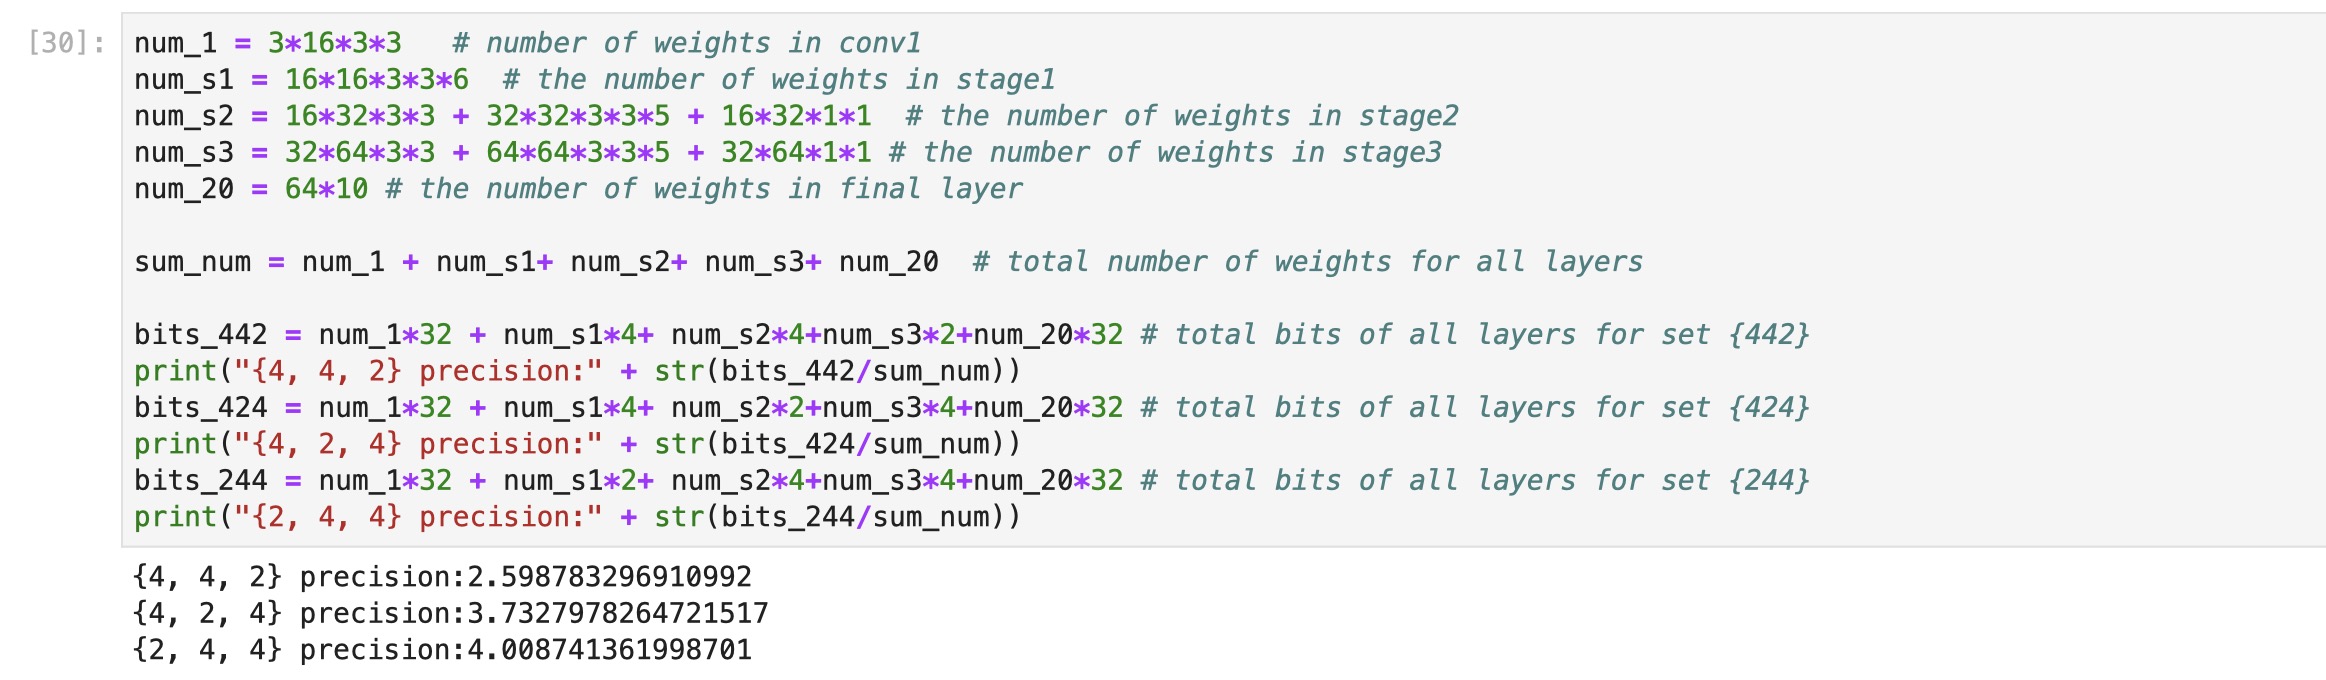 [30]: num_1 = 3*16*3*3   # number of weights in conv1
num_s1 = 16*16*3*3*6  # the number of weights in stage1
num_s2 = 16*32*3*3 + 32*32*3*3*5 + 16*32*1*1  # the number of weights in stage2
num_s3 = 32*64*3*3 + 64*64*3*3*5 + 32*64*1*1 # the number of weights in stage3
num_20 = 64*10 # the number of weights in final layer
sum_num = num_1 + num_s1+ num_s2+ num_s3+ num_20  # total number of weights for all layers
bits_442 = num_1*32 + num_s1*4+ num_s2*4+num_s3*2+num_20*32 # total bits of all layers for set {442}
print("{4, 4, 2} precision:" + str(bits_442/sum_num))
bits_424 = num_1*32 + num_s1*4+ num_s2*2+num_s3*4+num_20*32 # total bits of all layers for set {424}
print("{4, 2, 4} precision:" + str(bits_424/sum_num))
bits_244 = num_1*32 + num_s1*2+ num_s2*4+num_s3*4+num_20*32 # total bits of all layers for set {244}
print("{2, 4, 4} precision:" + str(bits_244/sum_num))
{4, 4, 2} precision:2.598783296910992
{4, 2, 4} precision:3.7327978264721517
{2, 4, 4} precision:4.008741361998701